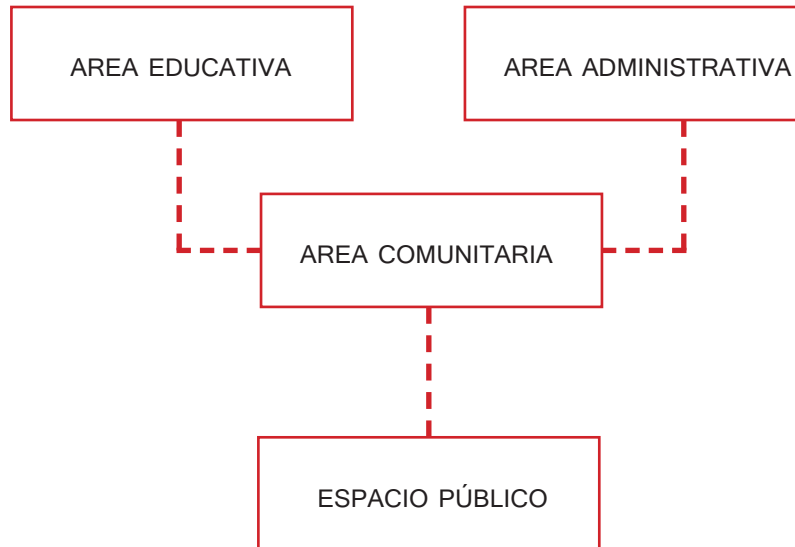 AREA EDUCATIVA
AREA ADMINISTRATIVA
AREA COMUNITARIA
ESPACIO PÚBLICO